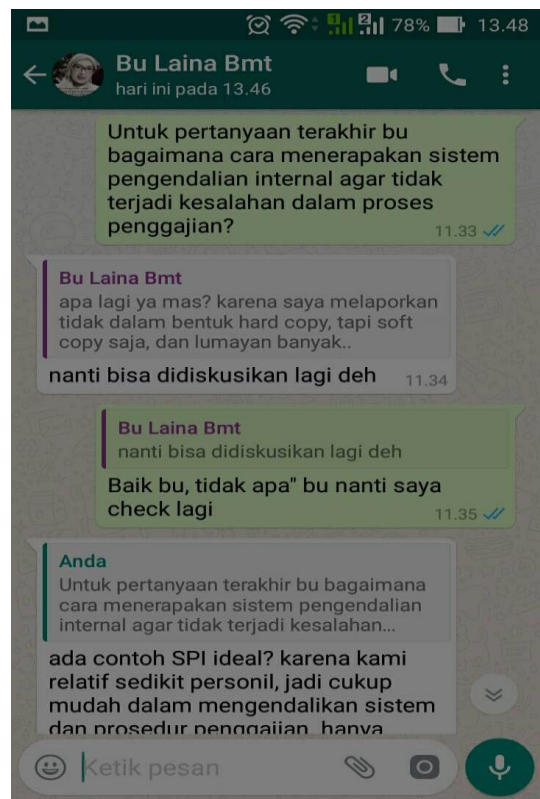 78% 13.48
Bu Laina Bmt
hari ini pada 13.46
Untuk pertanyaan terakhir bu
bagaimana cara menerapakan sistem
pengendalian internal agar tidak
terjadi kesalahan dalam proses
penggajian?
11.33
Bu Laina Bmt
apa lagi ya mas? karena saya melaporkan
tidak dalam bentuk hard copy, tapi soft
copy saja, dan lumayan banyak..
nanti bisa didiskusikan lagi deh 11.34
Bu Laina Bmt
nanti bisa didiskusikan lagi deh
Baik bu, tidak apa" bu nanti saya
check lagi
11.35
Anda
Untuk pertanyaan terakhir bu bagaimana
cara menerapakan sistem pengendalian
internal agar tidak terjadi kesalahan...
ada contoh SPI ideal? karena kami
relatif sedikit personil, jadi cukup
mudah dalam mengendalikan sistem
dan prosedur penggajian, hanya
Ketik pesan